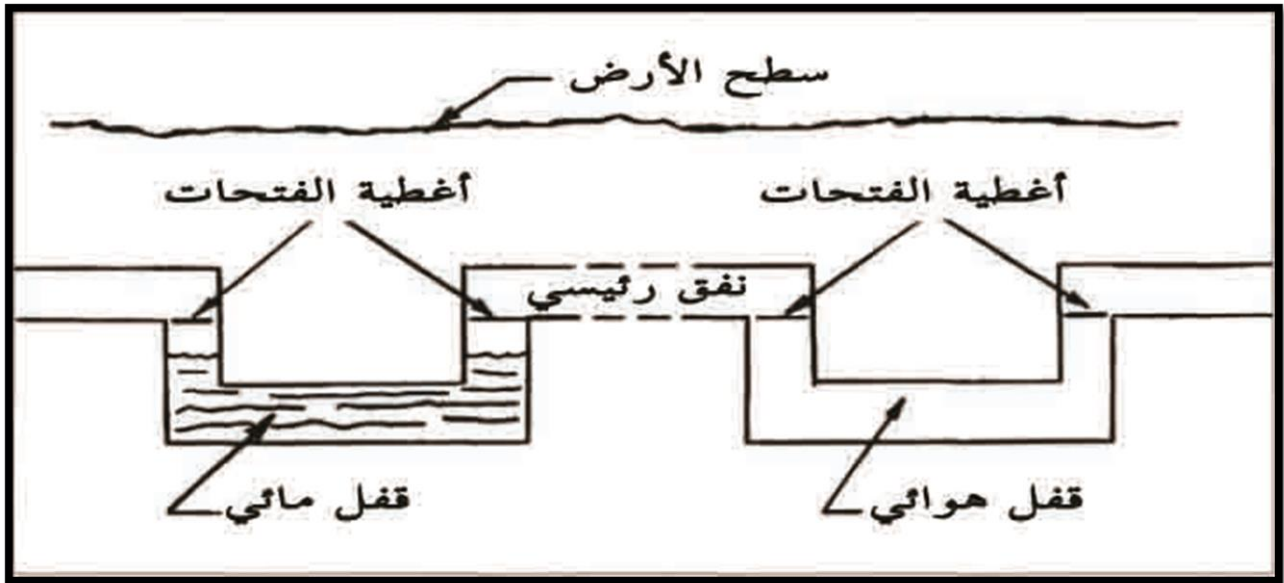 سطح الأرض
أغطية الفتحات
أغطية الفتحات
نفق رئيسي
قفل هوائي
قفل مائي